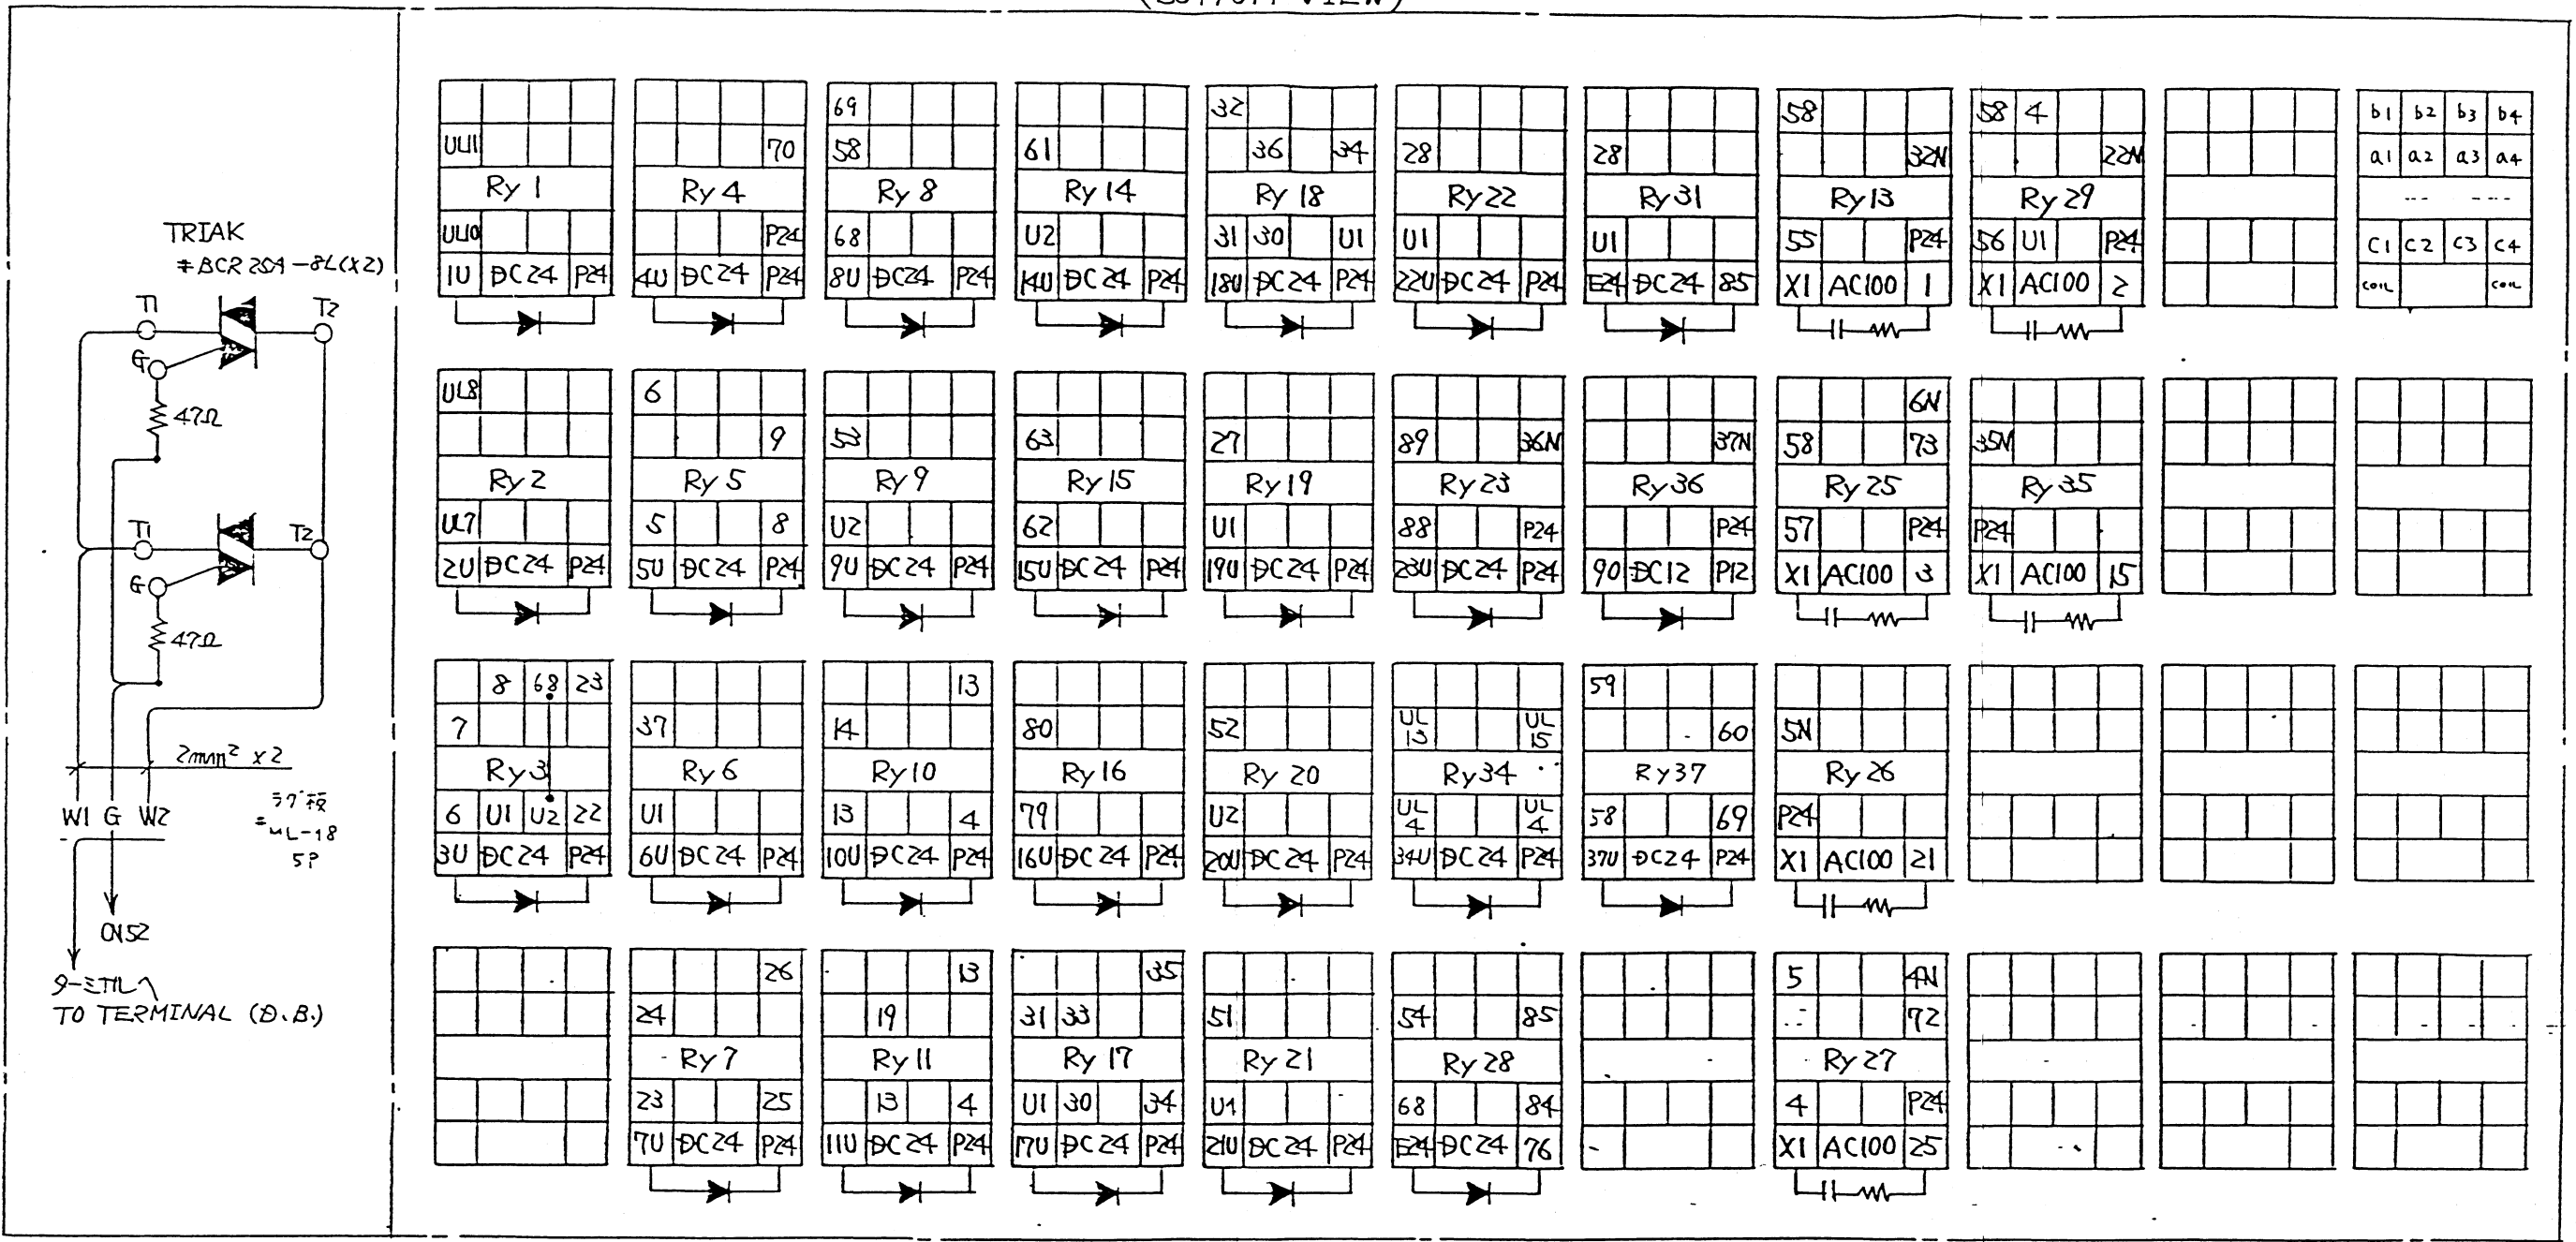 (BOTTOM VIEW)
TRIAK
≠BCR 25A-8L(X2)
T1 T2
G
47Ω
T1 T2
G
47Ω
2mm² X2
W1 G W2
5P
CN52
TO TERMINAL (D.B.)
69 32 58 58 4 b1 b2 b3 b4
UL11 70 58 61 36 34 28 28 32N 22N a1 a2 a3 a4
Ry 1 Ry 4 Ry 8 Ry 14 Ry 18 Ry 22 Ry 31 Ry 13 Ry 29 --- ---
UL10 P24 68 U2 31 30 U1 U1 U1 55 P24 56 U1 P24 C1 C2 C3 C4
1U DC24 P24 4U DC24 P24 8U DC24 P24 14U DC24 P24 18U DC24 P24 22U DC24 P24 E24 DC24 85 X1 AC100 1 X1 AC100 2 COIL COIL
UL8 6 6N
9 53 63 27 89 36N 37N 58 73 35N
Ry 2 Ry 5 Ry 9 Ry 15 Ry 19 Ry 23 Ry 36 Ry 25 Ry 35
UL7 5 8 U2 62 U1 88 P24 P24 57 P24 P24
2U DC24 P24 5U DC24 P24 9U DC24 P24 15U DC24 P24 19U DC24 P24 23U DC24 P24 90 DC12 P12 X1 AC100 3 X1 AC100 15
8 68 23 13 59
7 37 14 80 52 UL13 UL15 60 5N
Ry 3 Ry 6 Ry 10 Ry 16 Ry 20 Ry34 Ry37 Ry 26
6 U1 U2 22 U1 13 4 79 U2 UL4 UL4 58 69 P24
3U DC24 P24 6U DC24 P24 10U DC24 P24 16U DC24 P24 20U DC24 P24 34U DC24 P24 37U DC24 P24 X1 AC100 21
26 13 35 5 4N
24 19 31 33 51 54 85 72
Ry 7 Ry 11 Ry 17 Ry 21 Ry 28 Ry 27
23 25 13 4 U1 30 34 U1 68 84 4 P24
7U DC24 P24 11U DC24 P24 17U DC24 P24 21U DC24 P24 E24 DC24 76 X1 AC100 25